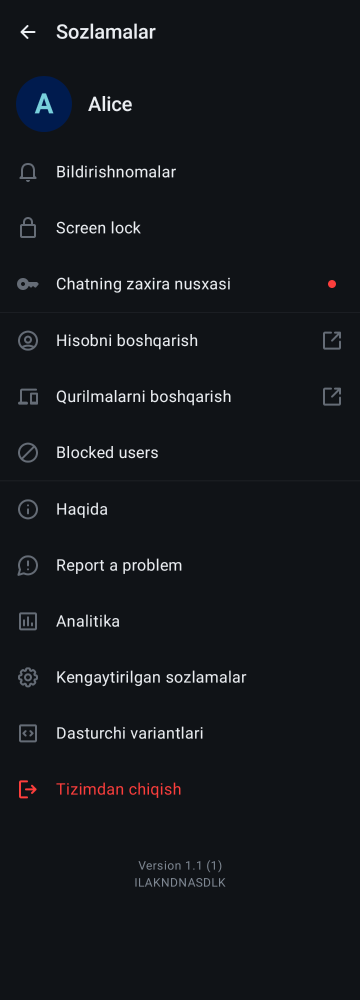 Sozlamalar
A
Alice
Bildirishnomalar
Screen lock
Chatning zaxira nusxasi
Hisobni boshqarish
Qurilmalarni boshqarish
Blocked users
Haqida
Report a problem
Analitika
Kengaytirilgan sozlamalar
Dasturchi variantlari
Tizimdan chiqish
Version 1.1 (1)
ILAKNDNASDLK